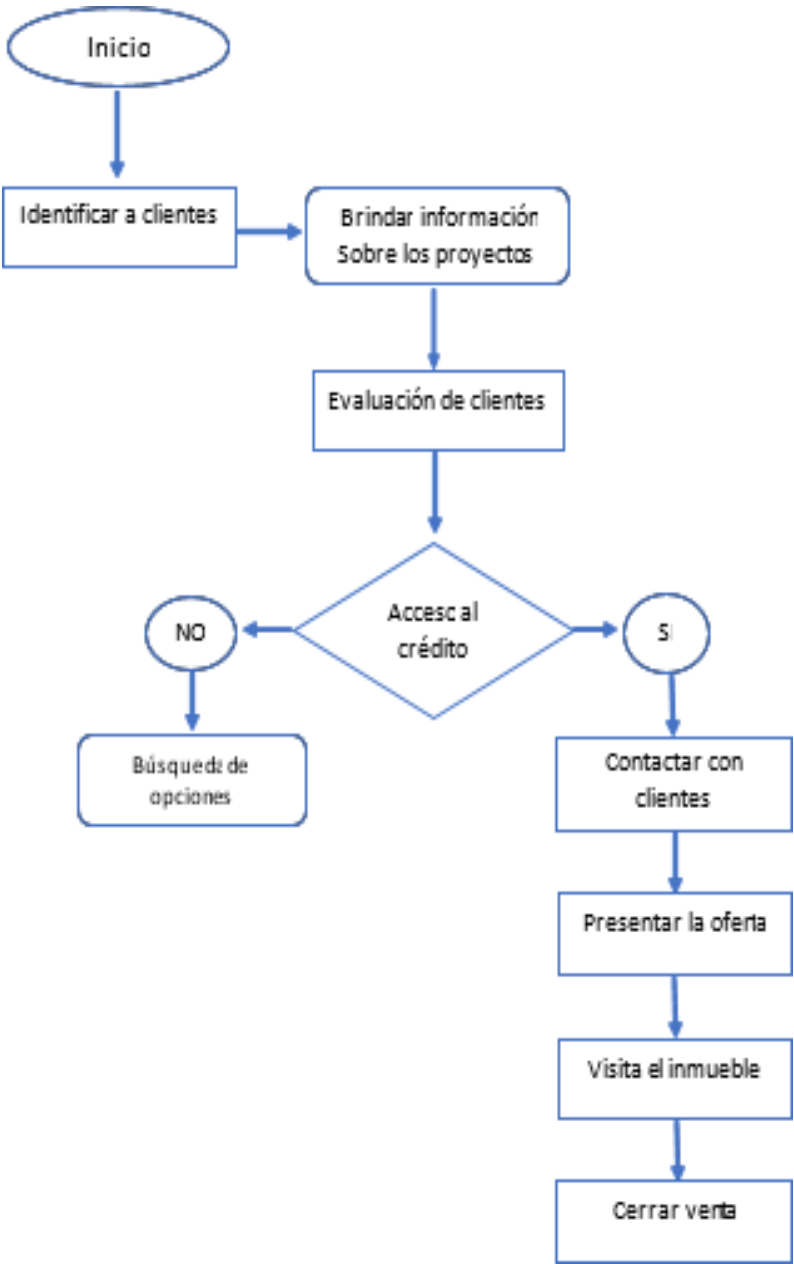 Inicio
Identificar a clientes
Brindar información
Sobre los proyectos
Evaluación de clientes
Acceso al
crédito
NO
SI
Búsqueda de
opciones
Contactar con
clientes
Presentar la oferta
Visita el inmueble
Cerrar venta